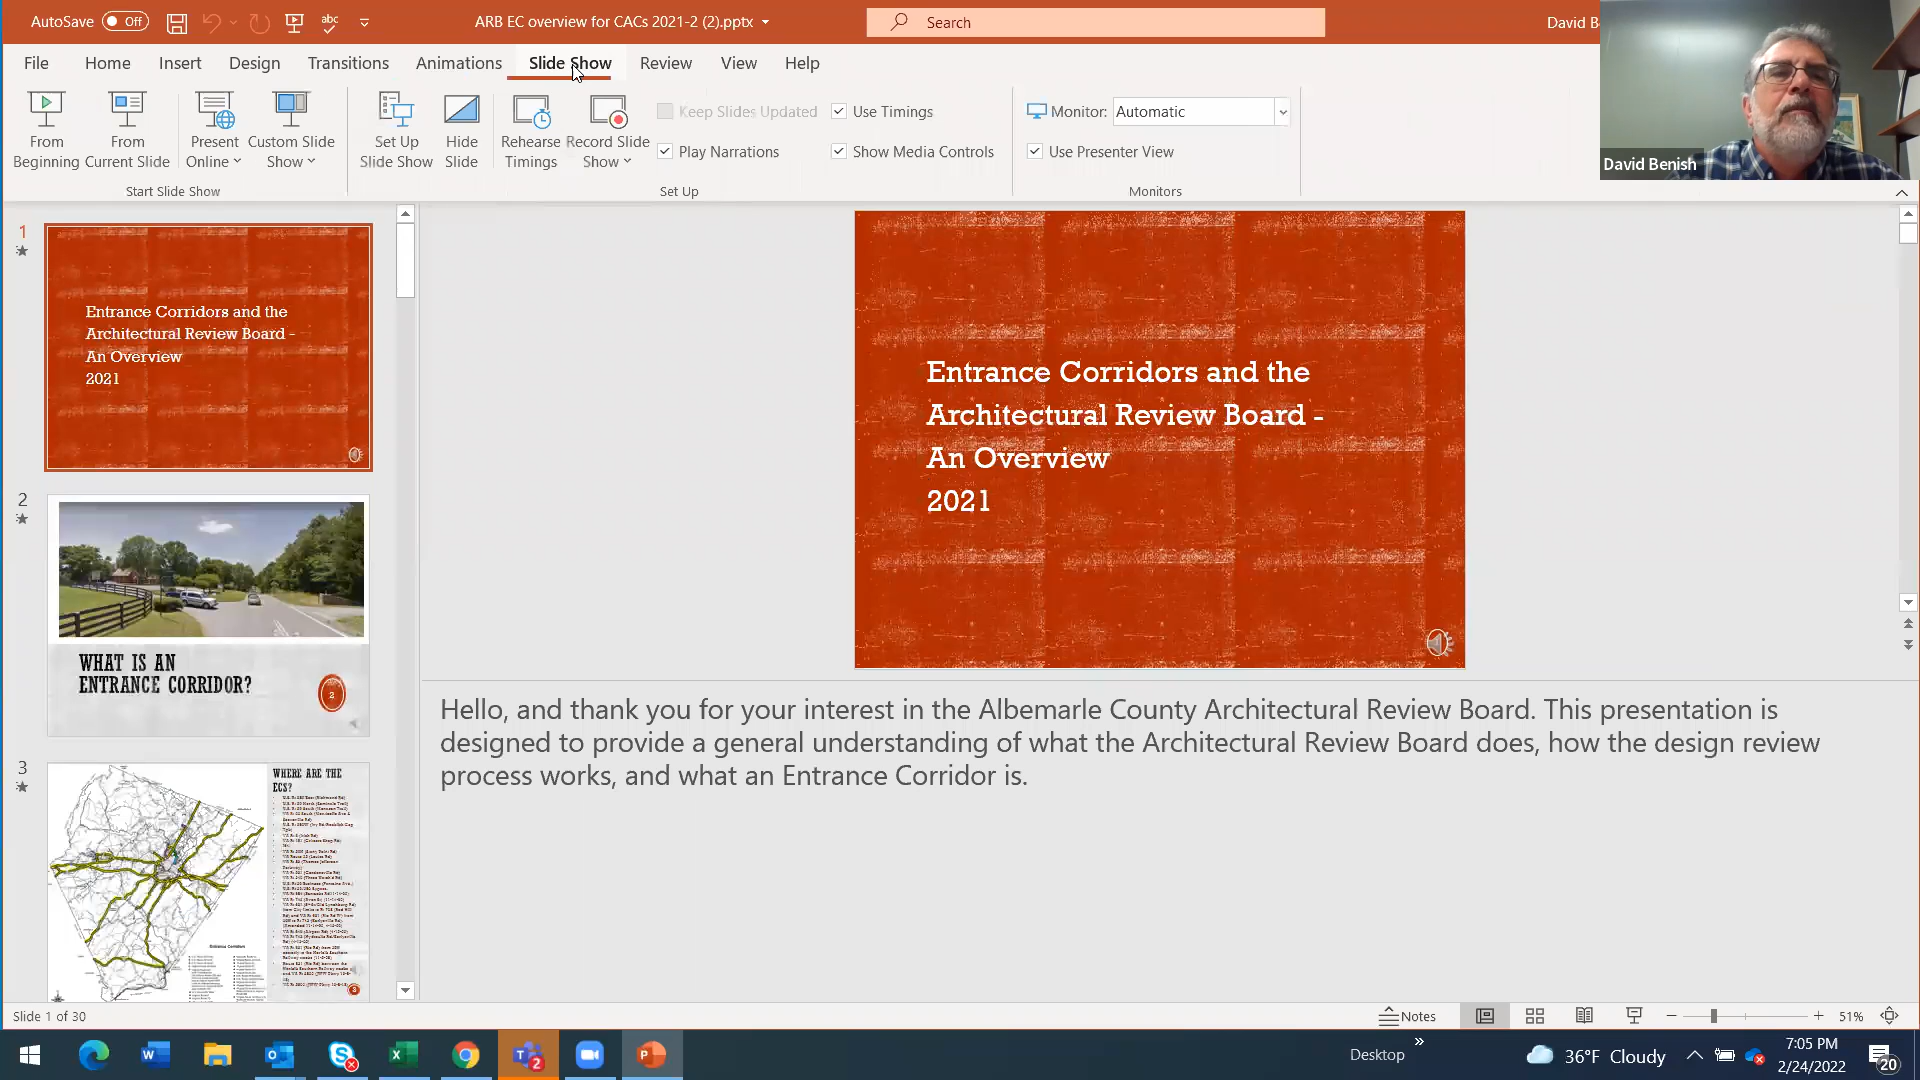 AutoSave Off
abc
ARB EC overview for CACs 2021-2 (2).pptx
Search
David B
File Home Insert Design Transitions Animations Slide Show Review View Help
From Beginning
From Current Slide
Present Online
Custom Slide Show
Set Up Slide Show
Hide Slide
Rehearse Timings
Record Slide Show
Keep Slides Updated
Use Timings
Play Narrations
Show Media Controls
Monitor: Automatic
Use Presenter View
Start Slide Show
Set Up
Monitors
David Benish
1
Entrance Corridors and the
Architectural Review Board -
An Overview
2021
2
WHAT IS AN
ENTRANCE CORRIDOR?
2
3
WHERE ARE THE
ECS?
Entrance Corridors
3
Entrance Corridors and the
Architectural Review Board -
An Overview
2021
Hello, and thank you for your interest in the Albemarle County Architectural Review Board. This presentation is
designed to provide a general understanding of what the Architectural Review Board does, how the design review
process works, and what an Entrance Corridor is.
Slide 1 of 30
Notes
51%
2
Desktop
36°F Cloudy
7:05 PM
2/24/2022
20